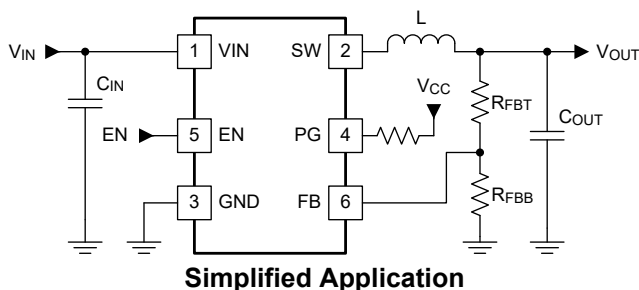 VIN
CIN
EN
1 VIN
5 EN
3 GND
SW 2
PG 4
FB 6
L
VCC
VOUT
RFBT
COUT
RFBB
Simplified Application